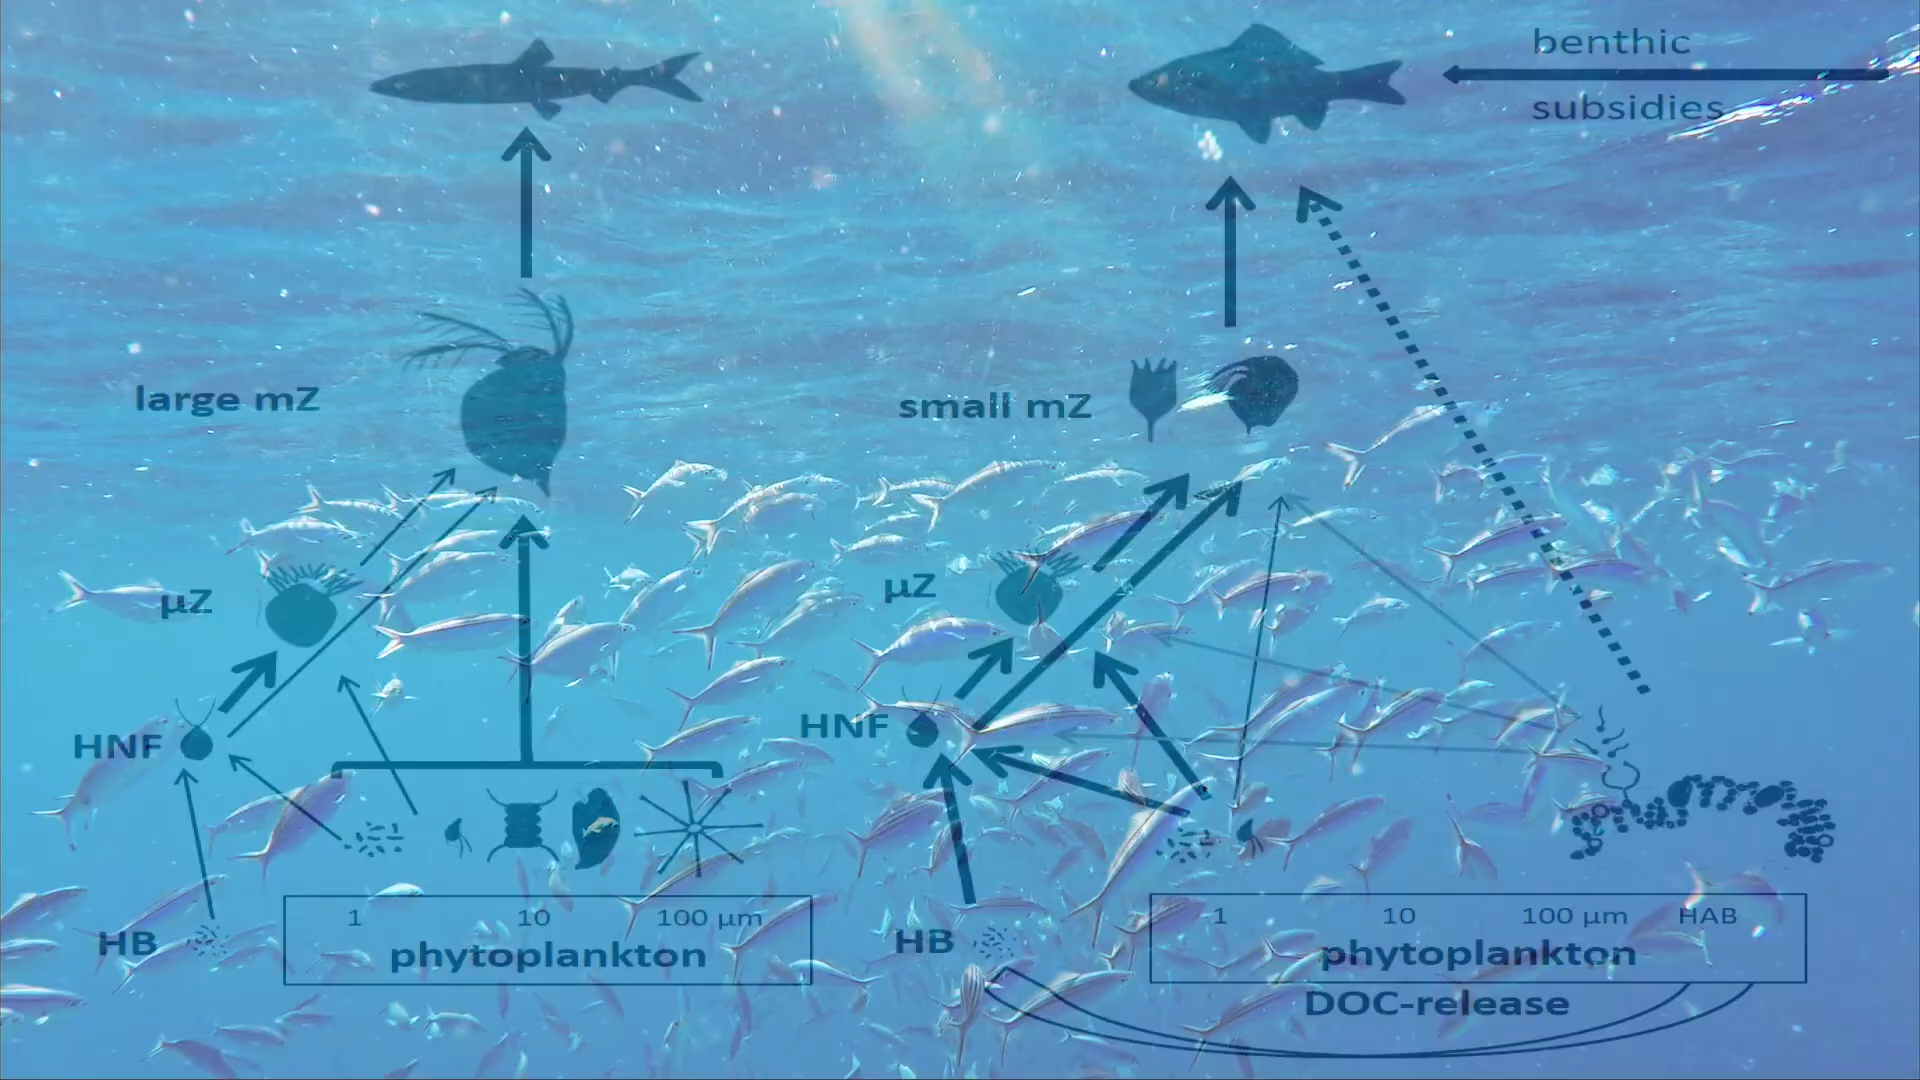 benthic
subsidies
large mZ
small mZ
µZ
µZ
HNF
HNF
HB
1 10 100 µm
phytoplankton
HB
1 10 100 µm HAB
phytoplankton
DOC-release